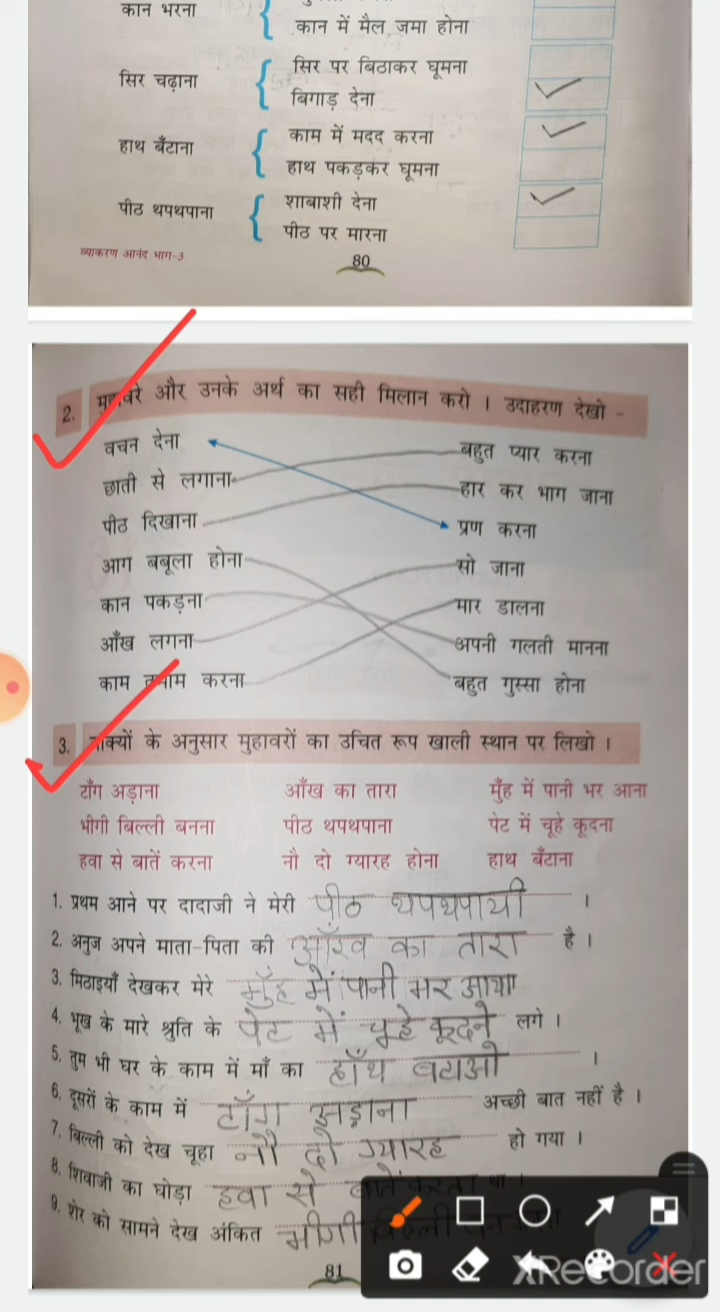 कान भरना
कान में मैल जमा होना
सिर चढ़ाना
सिर पर बिठाकर घूमना
बिगाड़ देना
हाथ बँटाना
काम में मदद करना
हाथ पकड़कर घूमना
पीठ थपथपाना
शाबाशी देना
पीठ पर मारना
व्याकरण आनंद भाग-3
80
2. मुहावरे और उनके अर्थ का सही मिलान करो । उदाहरण देखो -
वचन देना बहुत प्यार करना
छाती से लगाना हार कर भाग जाना
पीठ दिखाना प्रण करना
आग बबूला होना सो जाना
कान पकड़ना मार डालना
आँख लगना अपनी गलती मानना
काम तमाम करना बहुत गुस्सा होना
3. वाक्यों के अनुसार मुहावरों का उचित रूप खाली स्थान पर लिखो ।
टाँग अड़ाना आँख का तारा मुँह में पानी भर आना
भीगी बिल्ली बनना पीठ थपथपाना पेट में चूहे कूदना
हवा से बातें करना नौ दो ग्यारह होना हाथ बँटाना
1. प्रथम आने पर दादाजी ने मेरी पीठ थपथपायी ।
2. अनुज अपने माता-पिता की आँख का तारा है ।
3. मिठाइयाँ देखकर मेरे मुँह में पानी भर आया
4. भूख के मारे श्रुति के पेट में चूहे कूदने लगे ।
5. तुम भी घर के काम में माँ का हाँथ बटाओ ।
6. दूसरों के काम में टाँग अड़ाना अच्छी बात नहीं है ।
7. बिल्ली को देख चूहा नौ दो ग्यारह हो गया ।
8. शिवाजी का घोड़ा हवा से बातें करता था ।
9. शेर को सामने देख अंकित भीगी बिल्ली
81
XRecorder